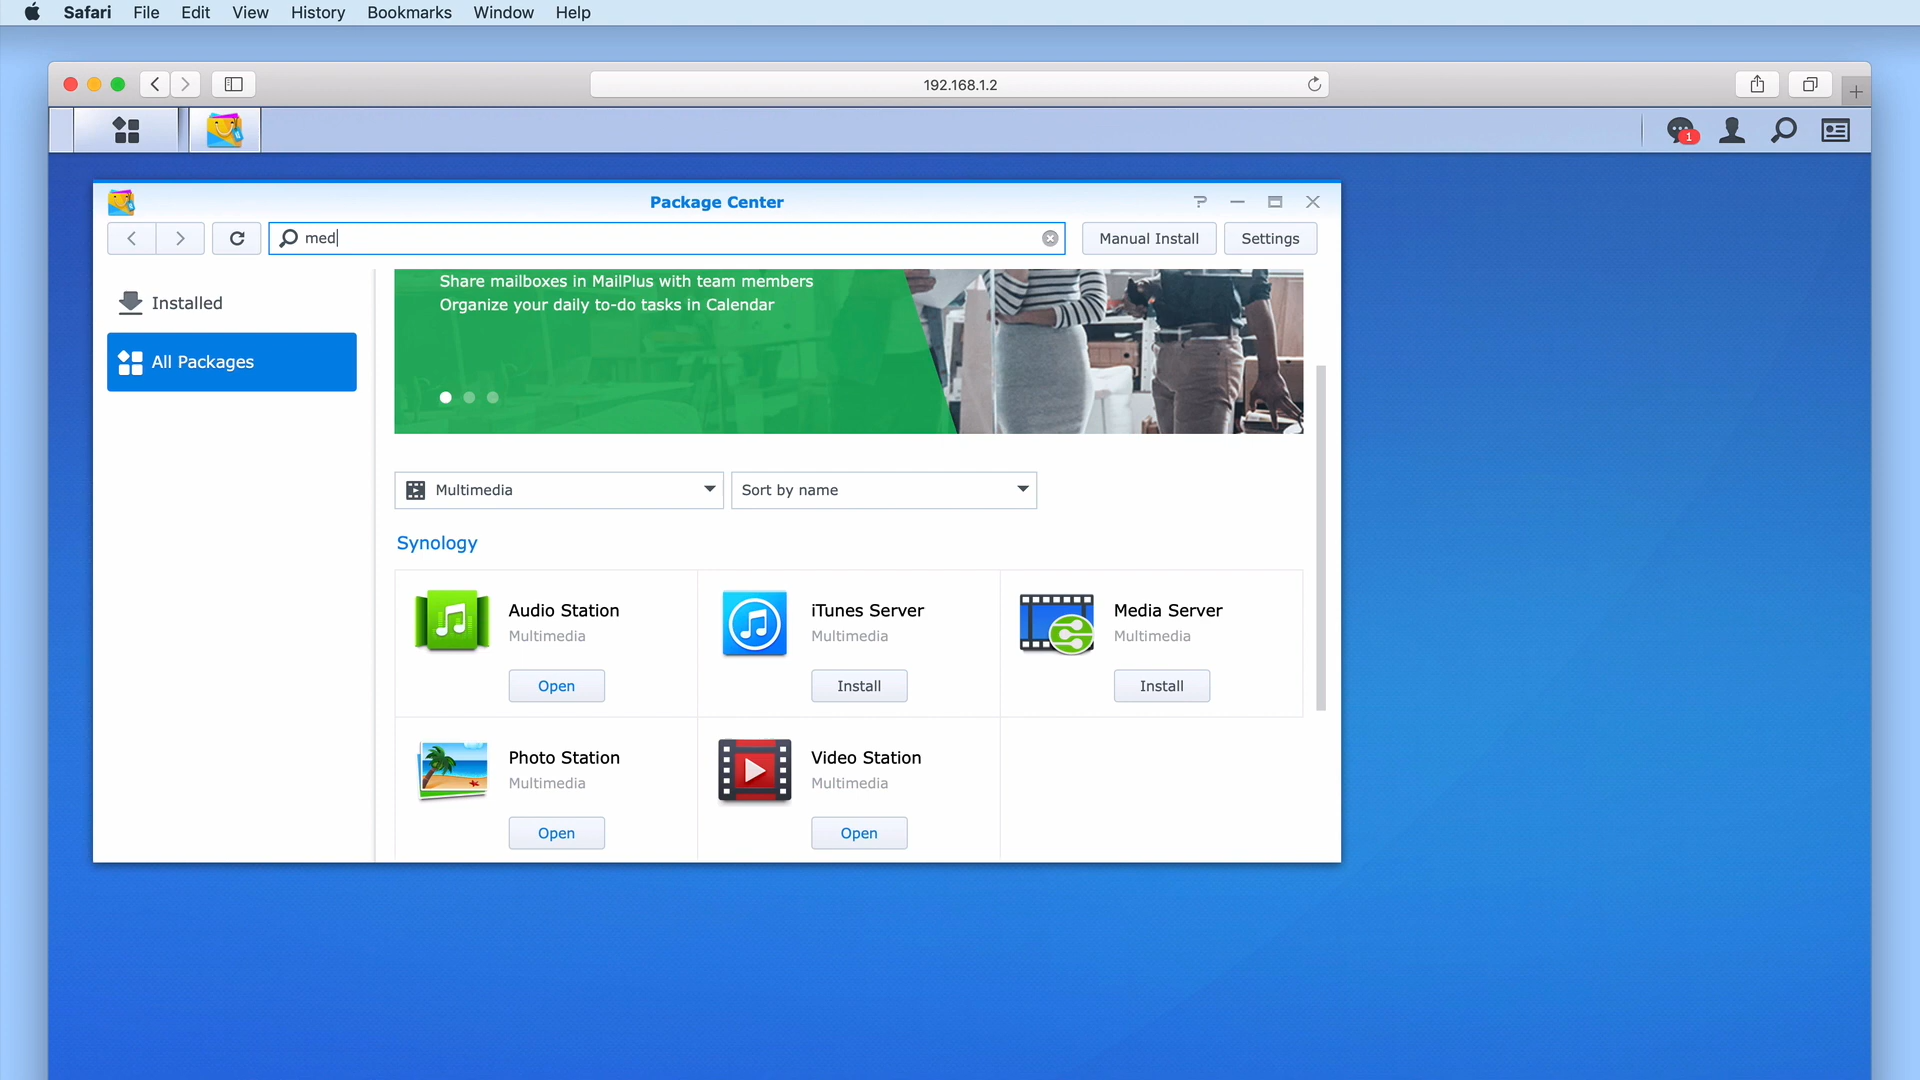 Safari File Edit View History Bookmarks Window Help
192.168.1.2
1
Package Center
med
Manual Install
Settings
Installed
All Packages
Share mailboxes in MailPlus with team members
Organize your daily to-do tasks in Calendar
Multimedia
Sort by name
Synology
Audio Station
Multimedia
Open
iTunes Server
Multimedia
Install
Media Server
Multimedia
Install
Photo Station
Multimedia
Open
Video Station
Multimedia
Open